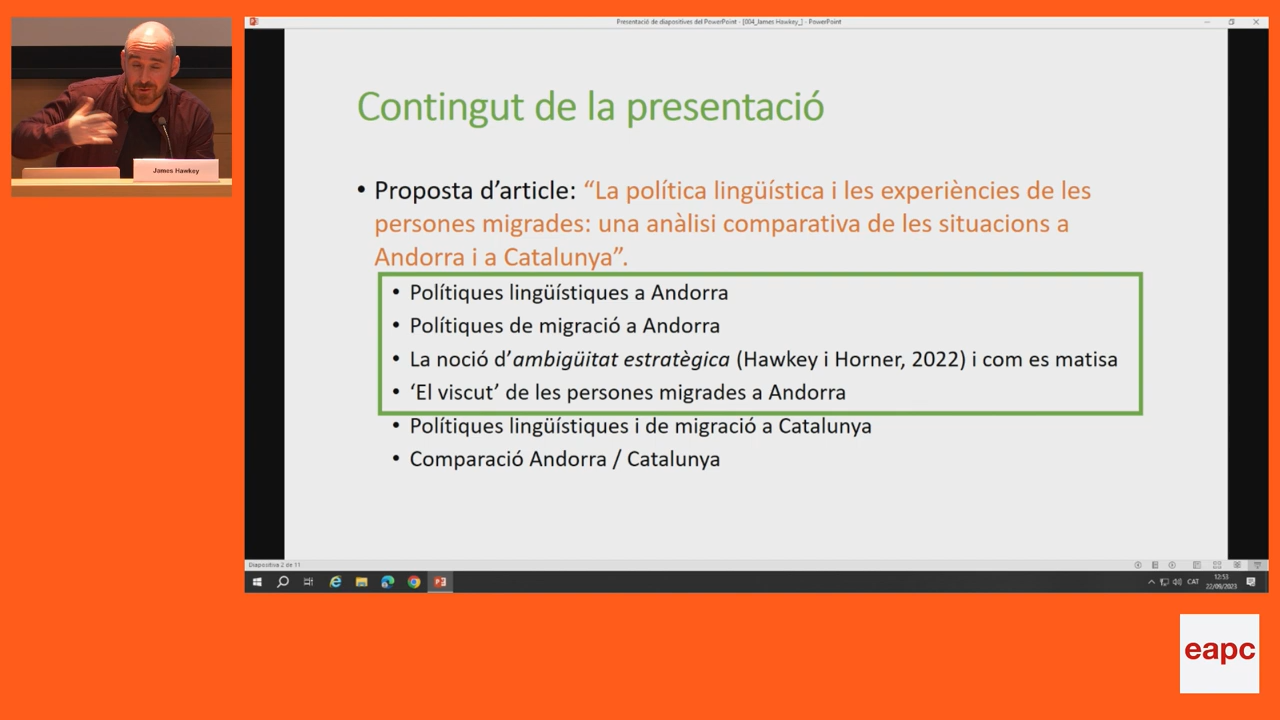 Presentació de diapositives del PowerPoint - [004_James Hawkey_] - PowerPoint
James Hawkey
Contingut de la presentació
• Proposta d’article: “La política lingüística i les experiències de les
persones migrades: una anàlisi comparativa de les situacions a
Andorra i a Catalunya”.
• Polítiques lingüístiques a Andorra
• Polítiques de migració a Andorra
• La noció d’ambigüitat estratègica (Hawkey i Horner, 2022) i com es matisa
• ‘El viscut’ de les persones migrades a Andorra
• Polítiques lingüístiques i de migració a Catalunya
• Comparació Andorra / Catalunya
Diapositiva 2 de 11
CAT
12:53
22/09/2023
eapc